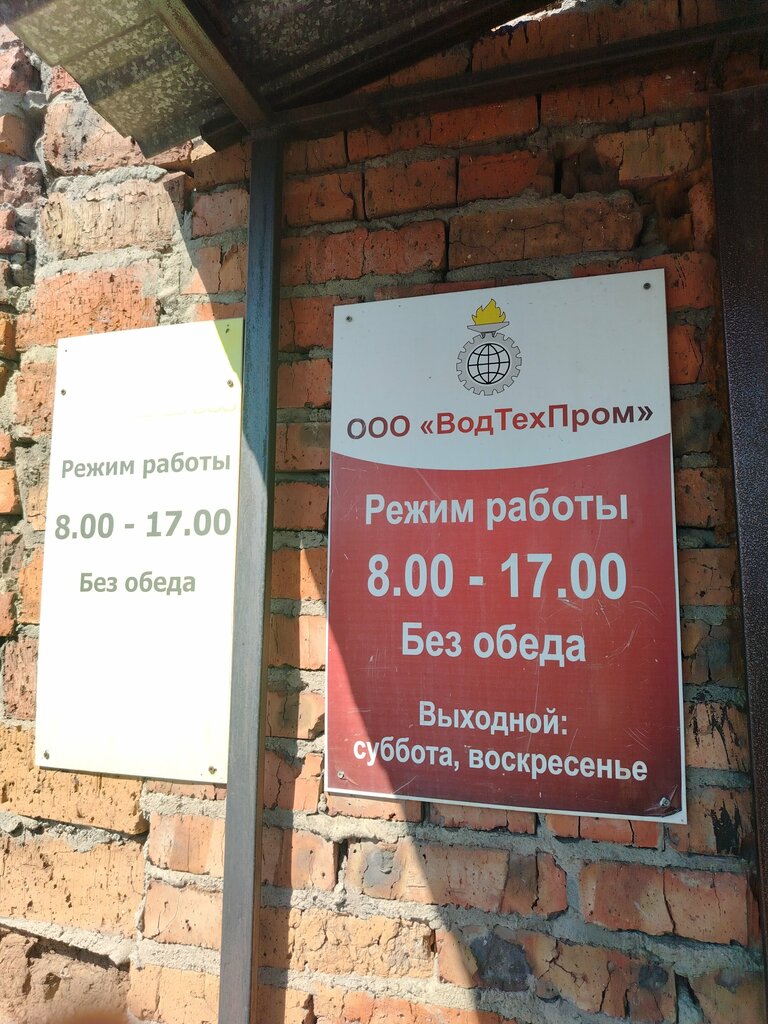 Режим работы
8.00 - 17.00
Без обеда
ООО «ВодТехПром»
Режим работы
8.00 - 17.00
Без обеда
Выходной:
суббота, воскресенье